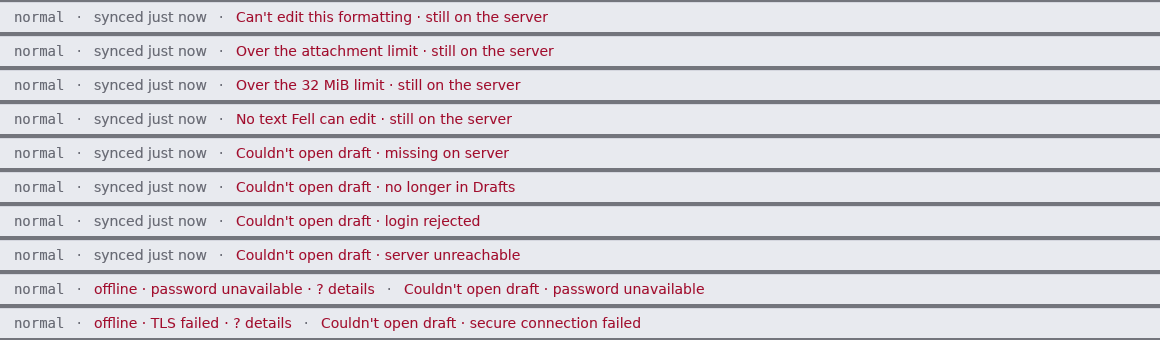 normal · synced just now · Can't edit this formatting · still on the server
normal · synced just now · Over the attachment limit · still on the server
normal · synced just now · Over the 32 MiB limit · still on the server
normal · synced just now · No text Fell can edit · still on the server
normal · synced just now · Couldn't open draft · missing on server
normal · synced just now · Couldn't open draft · no longer in Drafts
normal · synced just now · Couldn't open draft · login rejected
normal · synced just now · Couldn't open draft · server unreachable
normal · offline · password unavailable · ? details · Couldn't open draft · password unavailable
normal · offline · TLS failed · ? details · Couldn't open draft · secure connection failed